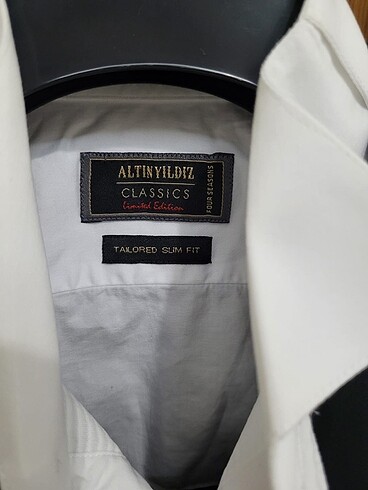 ALTINYILDIZ
CLASSICS
Limited Edition
FOUR SEASONS
TAILORED SLIM FIT